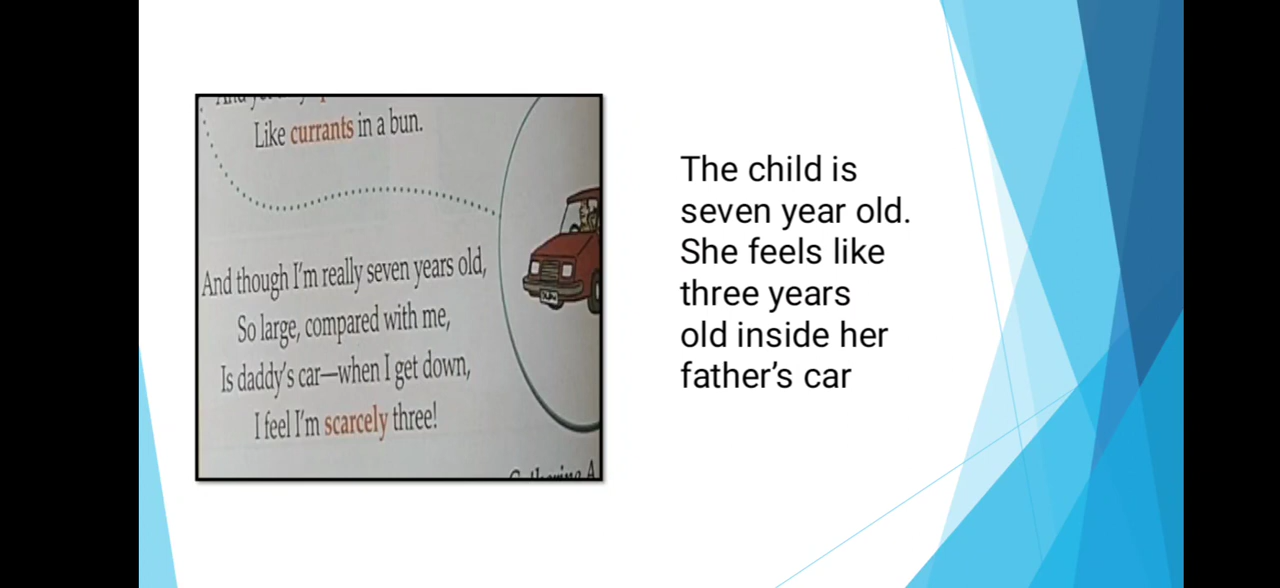 Like currants in a bun.
And though I'm really seven years old,
So large, compared with me,
Is daddy's car—when I get down,
I feel I'm scarcely three!
The child is
seven year old.
She feels like
three years
old inside her
father's car